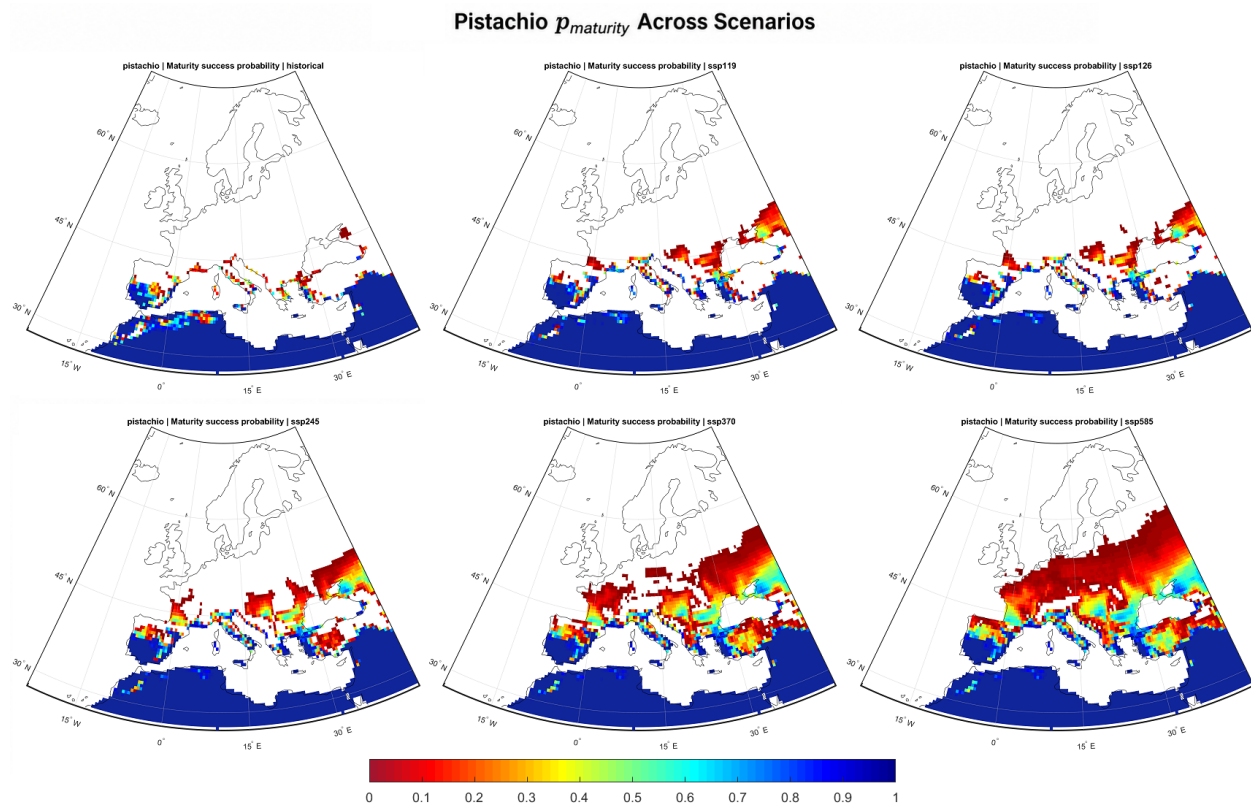 Pistachio p_maturity Across Scenarios
pistachio | Maturity success probability | historical
pistachio | Maturity success probability | ssp119
pistachio | Maturity success probability | ssp126
60° N
45° N
30° N
15° W
0°
15° E
30° E
60° N
45° N
30° N
15° W
0°
15° E
30° E
60° N
45° N
30° N
15° W
0°
15° E
30° E
pistachio | Maturity success probability | ssp245
pistachio | Maturity success probability | ssp370
pistachio | Maturity success probability | ssp585
60° N
45° N
30° N
15° W
0°
15° E
30° E
60° N
45° N
30° N
15° W
0°
15° E
30° E
60° N
45° N
30° N
15° W
0°
15° E
30° E
0 0.1 0.2 0.3 0.4 0.5 0.6 0.7 0.8 0.9 1